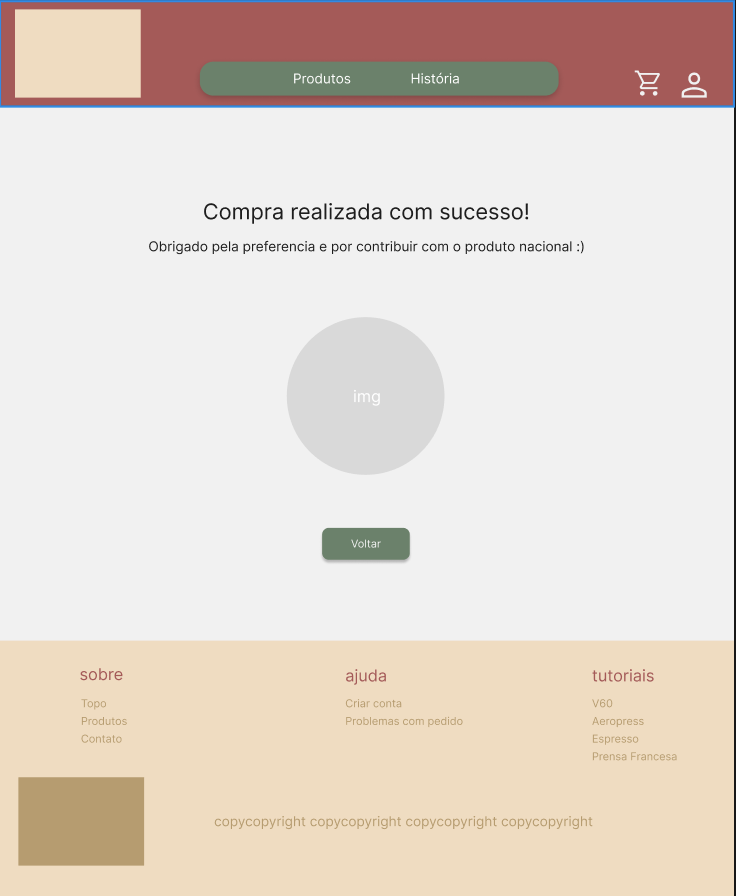 Produtos História
Compra realizada com sucesso!
Obrigado pela preferencia e por contribuir com o produto nacional :)
img
Voltar
sobre
Topo
Produtos
Contato
ajuda
Criar conta
Problemas com pedido
tutoriais
V60
Aeropress
Espresso
Prensa Francesa
copycopyright copycopyright copycopyright copycopyright